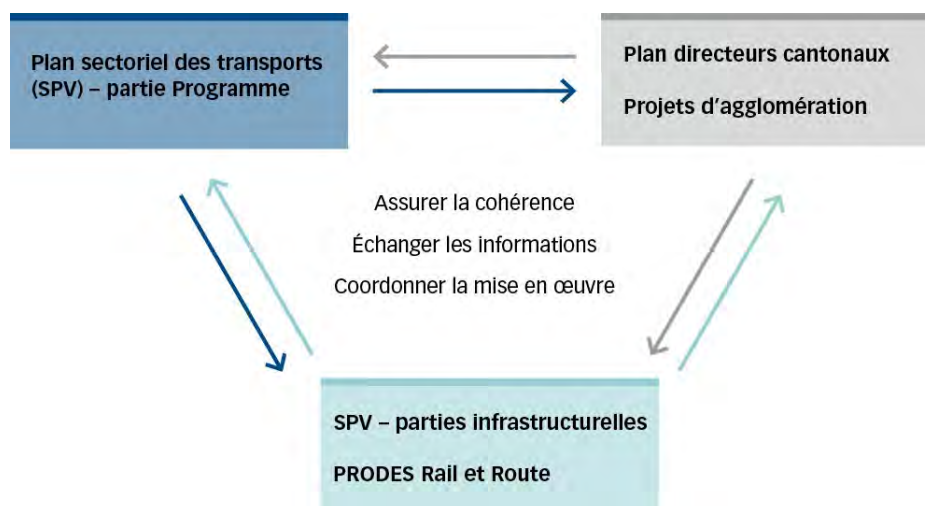 Plan sectoriel des transports
(SPV) – partie Programme
Plan directeurs cantonaux
Projets d'agglomération
Assurer la cohérence
Échanger les informations
Coordonner la mise en œuvre
SPV – parties infrastructurelles
PRODES Rail et Route